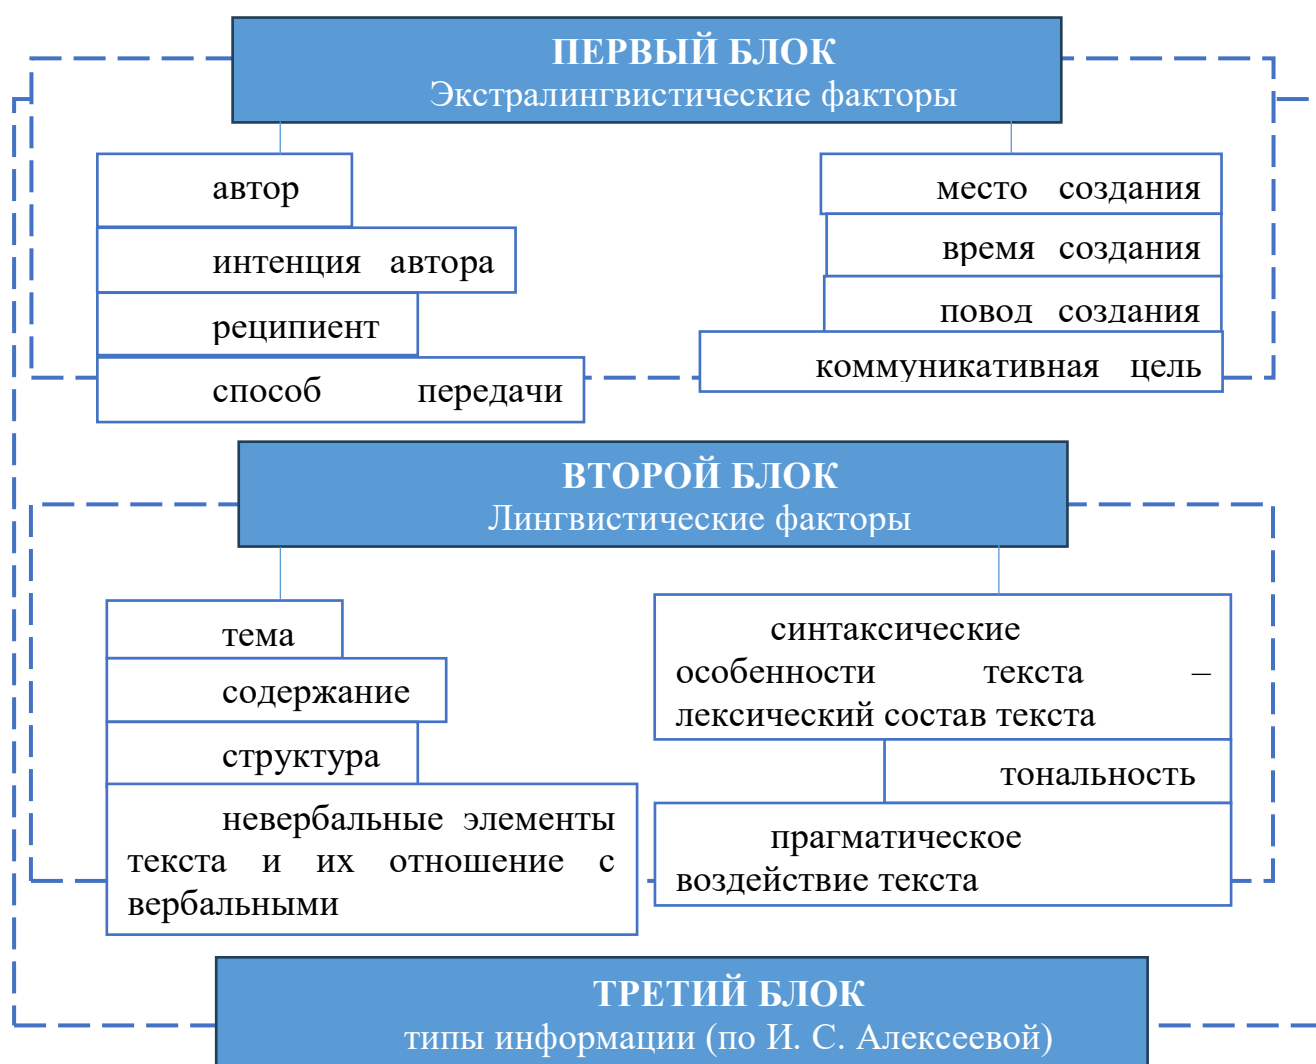 ПЕРВЫЙ БЛОК
Экстралингвистические факторы
автор
интенция автора
реципиент
способ передачи
место создания
время создания
повод создания
коммуникативная цель
ВТОРОЙ БЛОК
Лингвистические факторы
тема
содержание
структура
невербальные элементы
текста и их отношение с
вербальными
синтаксические
особенности текста –
лексический состав текста
тональность
прагматическое
воздействие текста
ТРЕТИЙ БЛОК
типы информации (по И. С. Алексеевой)